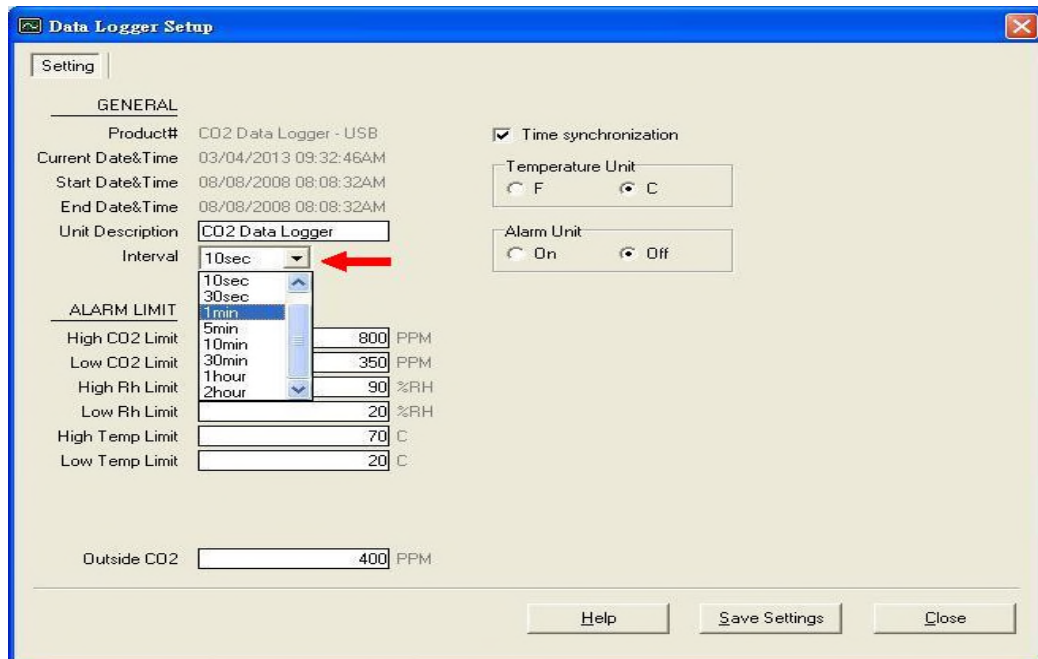 Data Logger Setup
Setting
GENERAL
Product# CO2 Data Logger - USB
Current Date&Time 03/04/2013 09:32:46AM
Start Date&Time 08/08/2008 08:08:32AM
End Date&Time 08/08/2008 08:08:32AM
Unit Description CO2 Data Logger
Interval 10sec
10sec
30sec
1min
5min
10min
30min
1hour
2hour
ALARM LIMIT
High CO2 Limit 800 PPM
Low CO2 Limit 350 PPM
High Rh Limit 90 %RH
Low Rh Limit 20 %RH
High Temp Limit 70 C
Low Temp Limit 20 C
Outside CO2 400 PPM
Time synchronization
Temperature Unit
F C
Alarm Unit
On Off
Help Save Settings Close